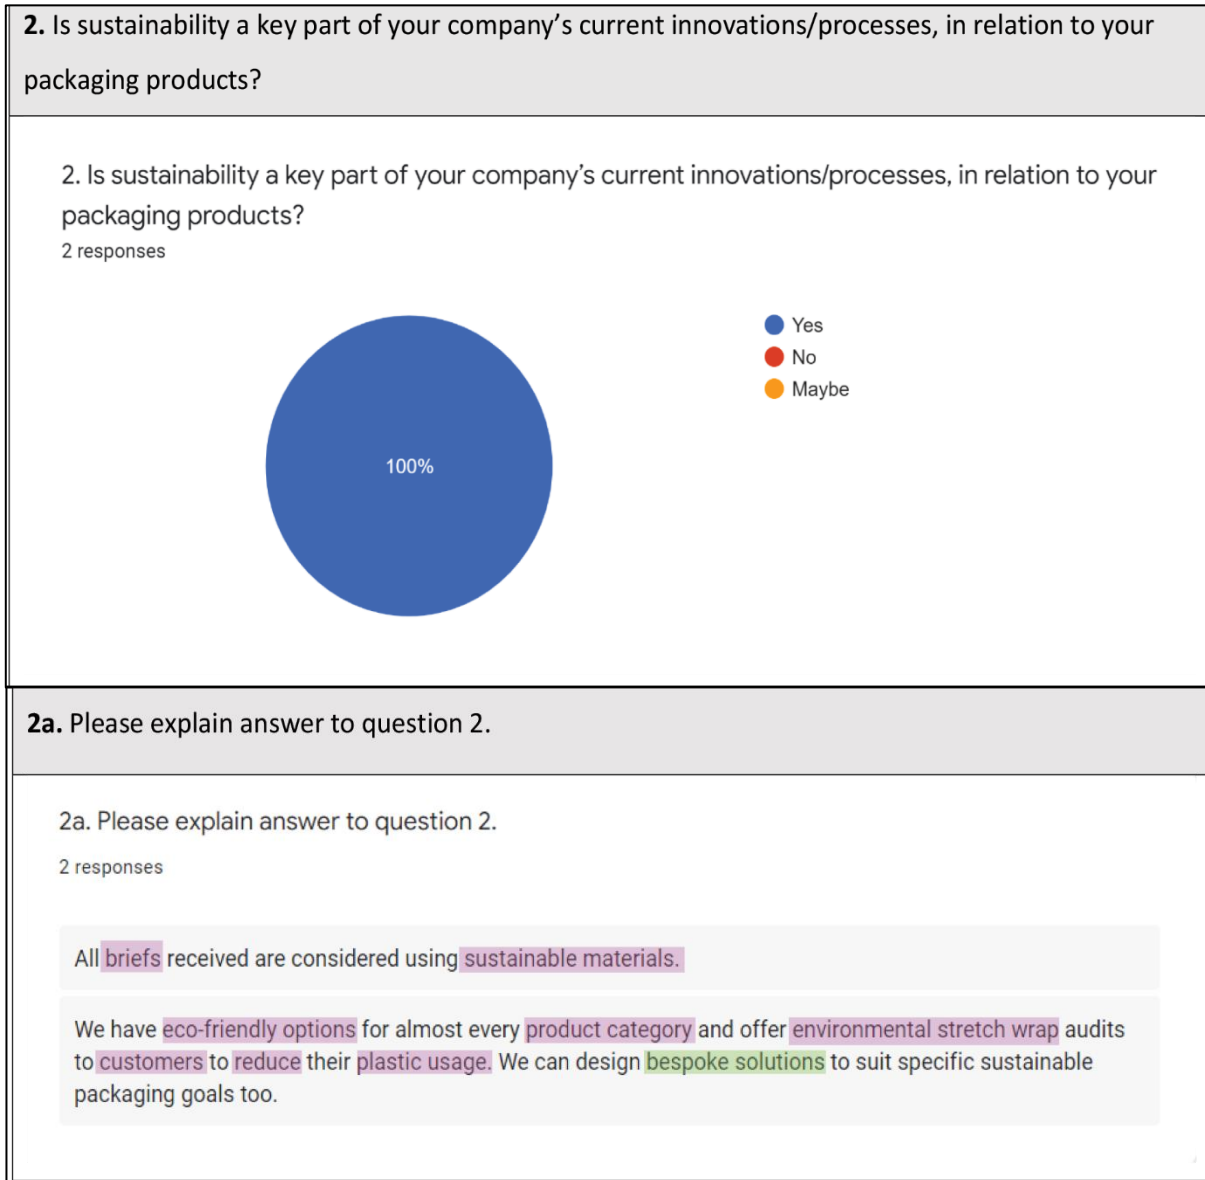 2. Is sustainability a key part of your company’s current innovations/processes, in relation to your
packaging products?
2. Is sustainability a key part of your company’s current innovations/processes, in relation to your
packaging products?
2 responses
Yes
No
Maybe
100%
2a. Please explain answer to question 2.
2a. Please explain answer to question 2.
2 responses
All briefs received are considered using sustainable materials.
We have eco-friendly options for almost every product category and offer environmental stretch wrap audits
to customers to reduce their plastic usage. We can design bespoke solutions to suit specific sustainable
packaging goals too.